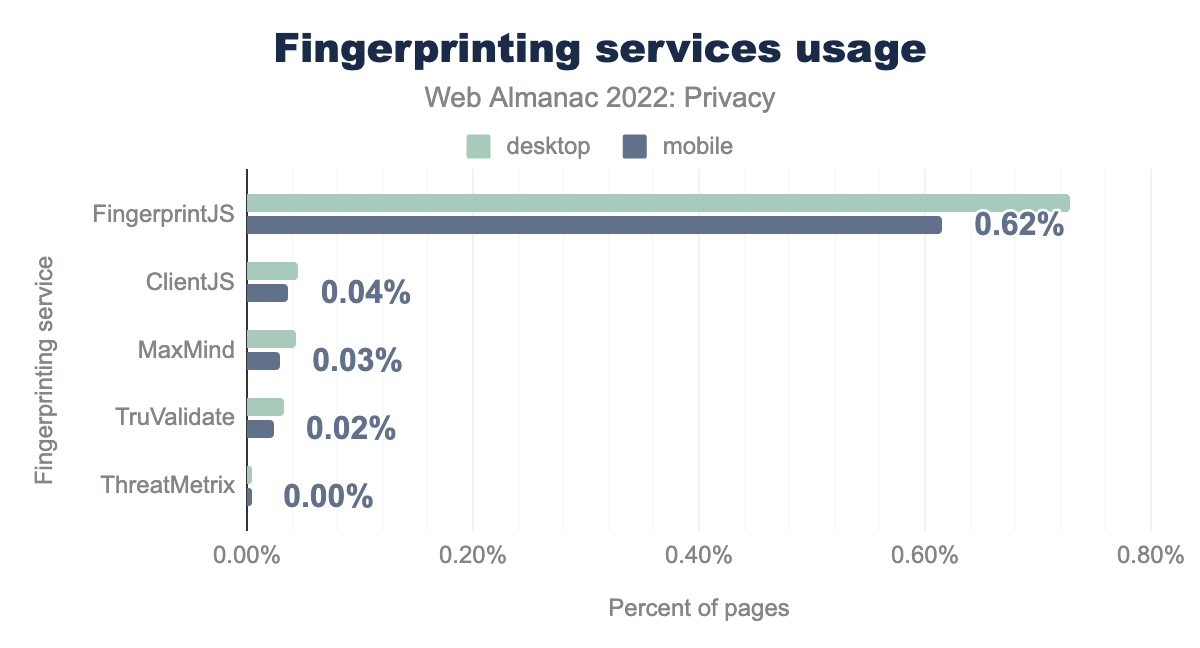 Fingerprinting services usage
Web Almanac 2022: Privacy
desktop mobile
Fingerprinting service
FingerprintJS 0.62%
ClientJS 0.04%
MaxMind 0.03%
TruValidate 0.02%
ThreatMetrix 0.00%
0.00% 0.20% 0.40% 0.60% 0.80%
Percent of pages